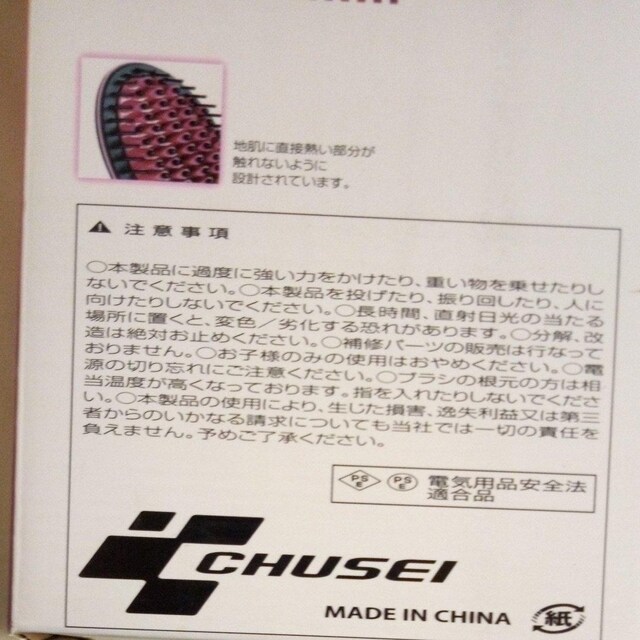 地肌に直接熱い部分が
触れないように
設計されています。
注意事項
○本製品に過度に強い力をかけたり、重い物を乗せたりし
ないでください。○本製品を投げたり、振り回したり、人に
向けたりしないでください。○長時間、直射日光の当たる
場所に置くと、変色／劣化する恐れがあります。○分解、改
造は絶対お止めください。○補修パーツの販売は行なって
おりません。○お子様のみの使用はおやめください。○電
源の切り忘れにご注意ください。○ブラシの根元の方は相
当温度が高くなっております。指を入れたりしないでくださ
い。○本製品の使用により、生じた損害、逸失利益又は第三
者からのいかなる請求についても当社では一切の責任を
負えません。予めご了承ください。
PSE PSE 電気用品安全法
適合品
CHUSEI
MADE IN CHINA 紙